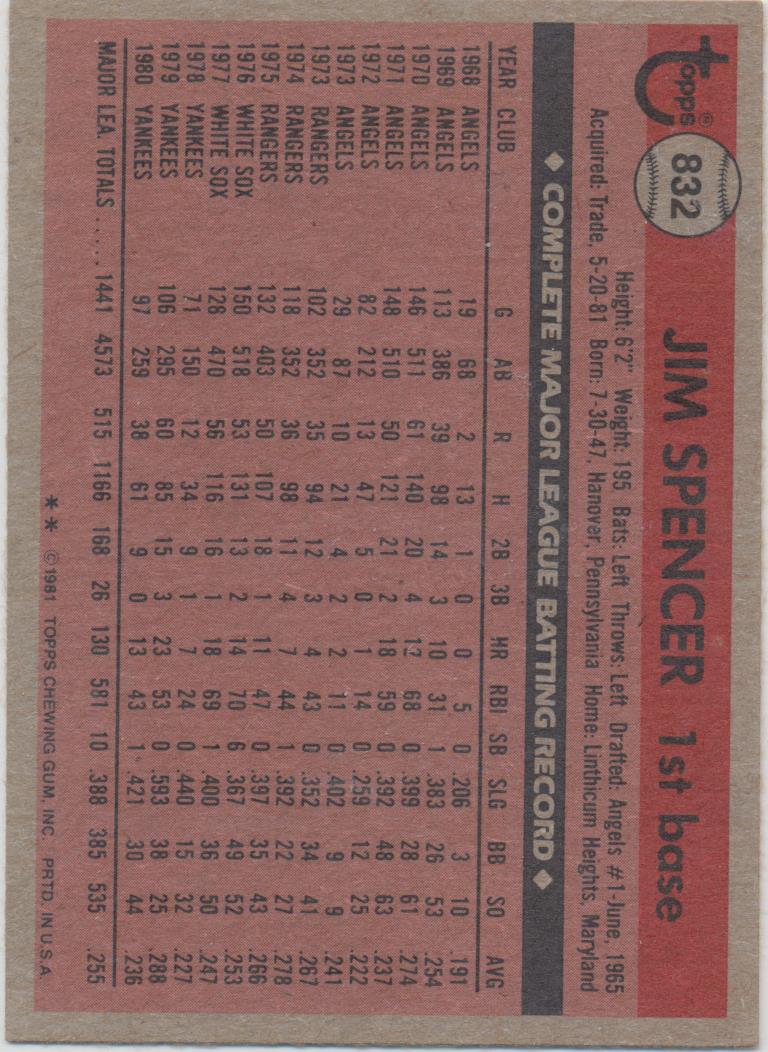 Topps®
832 JIM SPENCER 1st base
Height: 6'2" Weight: 195 Bats: Left Throws: Left Drafted: Angels #1-June, 1965
Acquired: Trade, 5-20-81 Born: 7-30-47, Hanover, Pennsylvania Home: Linthicum Heights, Maryland
◆ COMPLETE MAJOR LEAGUE BATTING RECORD ◆
YEAR CLUB G AB R H 2B 3B HR RBI SB SLG BB SO AVG
1968 ANGELS 19 68 2 13 1 0 0 5 0 .206 3 10 .191
1969 ANGELS 113 386 39 98 14 3 10 31 1 .383 26 53 .254
1970 ANGELS 146 511 61 140 20 4 12 68 0 .399 28 61 .274
1971 ANGELS 148 510 50 121 21 2 18 59 0 .392 48 63 .237
1972 ANGELS 82 212 13 47 5 0 1 14 0 .259 12 25 .222
1973 ANGELS 29 87 10 21 4 2 2 11 0 .402 9 9 .241
1973 RANGERS 102 352 35 94 12 3 4 43 0 .352 34 41 .267
1974 RANGERS 118 352 36 98 11 4 7 44 1 .392 22 27 .278
1975 RANGERS 132 403 50 107 18 1 11 47 0 .397 35 43 .266
1976 WHITE SOX 150 518 53 131 13 2 14 70 6 .367 49 52 .253
1977 WHITE SOX 128 470 56 116 16 1 18 69 1 .400 36 50 .247
1978 YANKEES 71 150 12 34 9 1 7 24 0 .440 15 32 .227
1979 YANKEES 106 295 60 85 15 3 23 53 0 .593 38 25 .288
1980 YANKEES 97 259 38 61 9 0 13 43 1 .421 30 44 .236
MAJOR LEA. TOTALS ..... 1441 4573 515 1166 168 26 130 581 10 .388 385 535 .255
** ©1981 TOPPS CHEWING GUM, INC. PRTD. IN U.S.A.